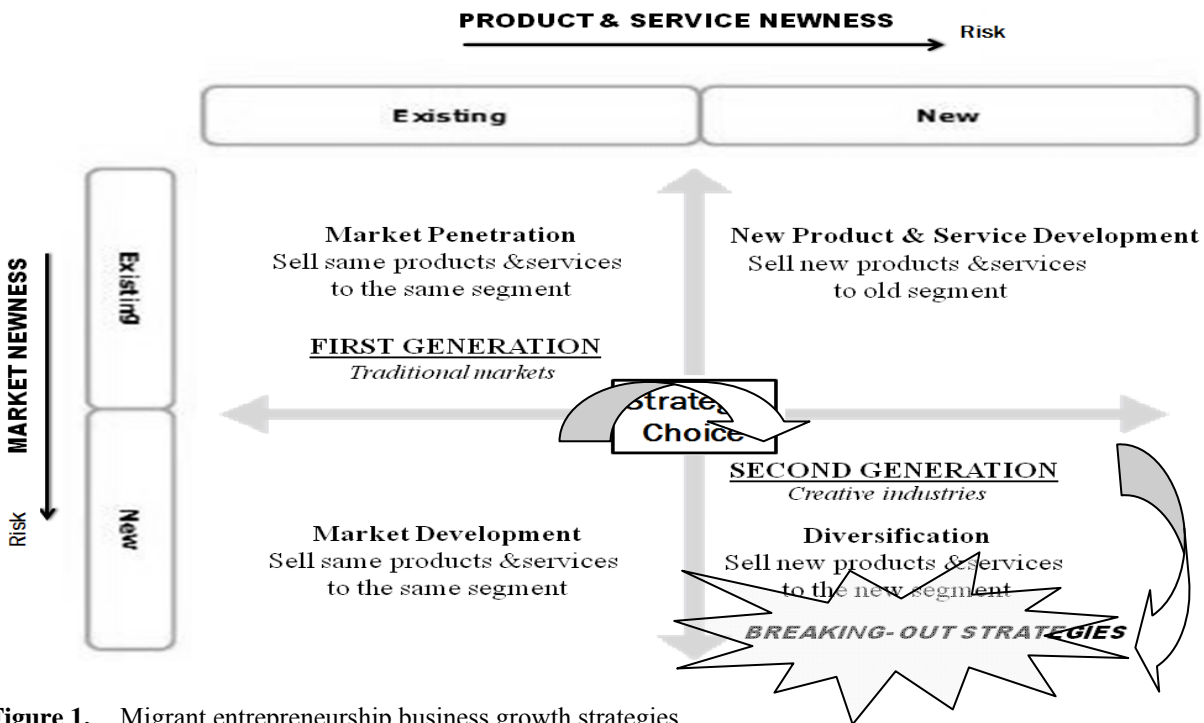 PRODUCT & SERVICE NEWNESS
Risk
Existing
New
MARKET NEWNESS
Risk
Existing
New
Market Penetration
Sell same products &services
to the same segment
FIRST GENERATION
Traditional markets
New Product & Service Development
Sell new products &services
to old segment
Choice
Market Development
Sell same products &services
to the same segment
SECOND GENERATION
Creative industries
Diversification
Sell new products &services
to the new segment
BREAKING-OUT STRATEGIES
Figure 1. Migrant entrepreneurship business growth strategies